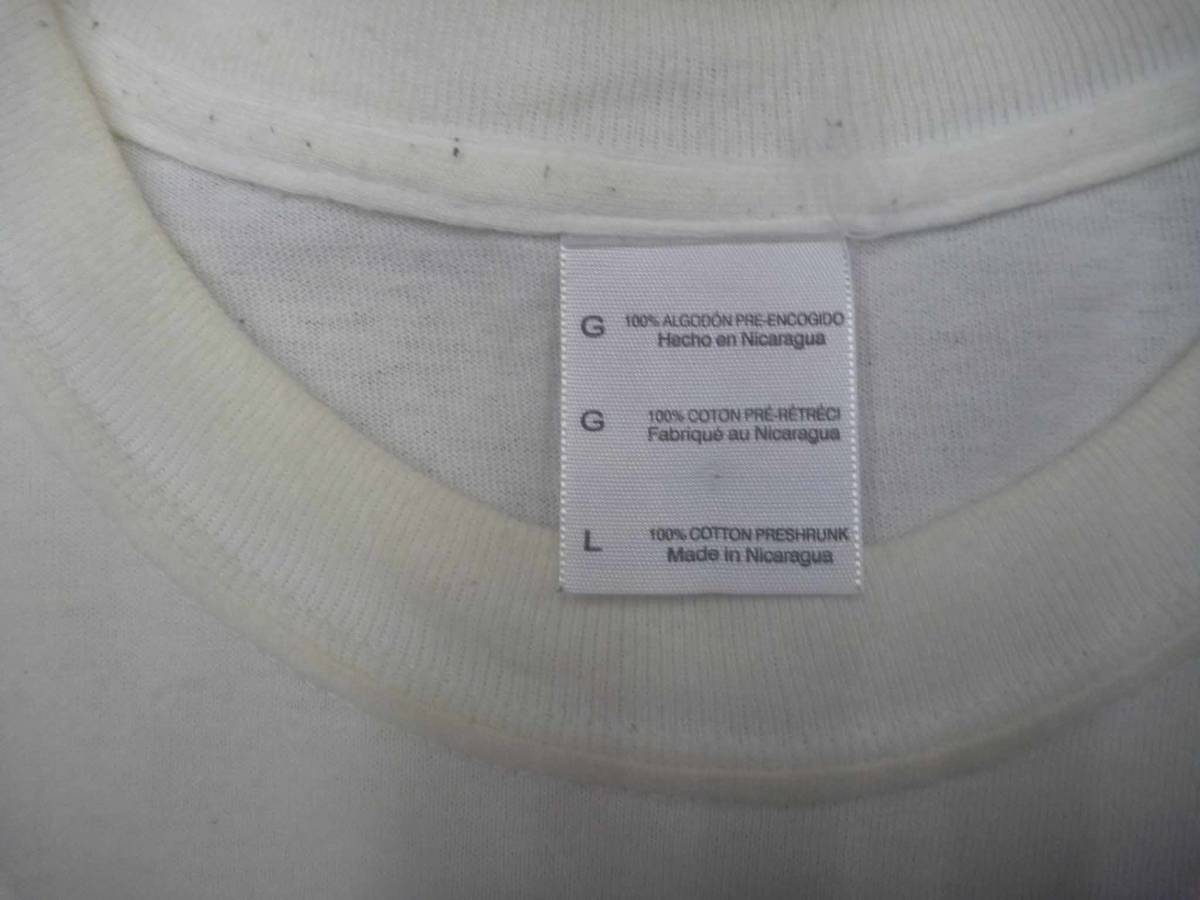 G 100% ALGODÓN PRE-ENCOGIDO
Hecho en Nicaragua
G 100% COTON PRÉ-RÉTRÉCI
Fabriqué au Nicaragua
L 100% COTTON PRESHRUNK
Made in Nicaragua